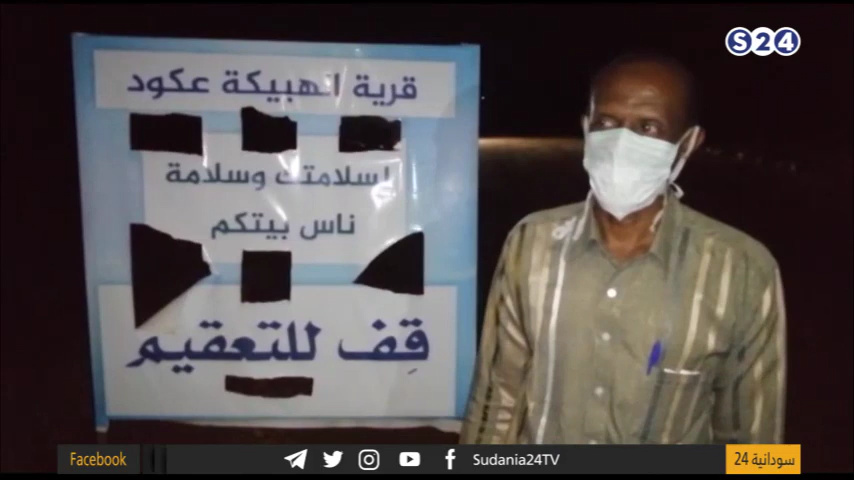 S24
قرية الهبيكة عكود
لسلامتك وسلامة
ناس بيتكم
قِف للتعقيم
Facebook
Sudania24TV
سودانية 24